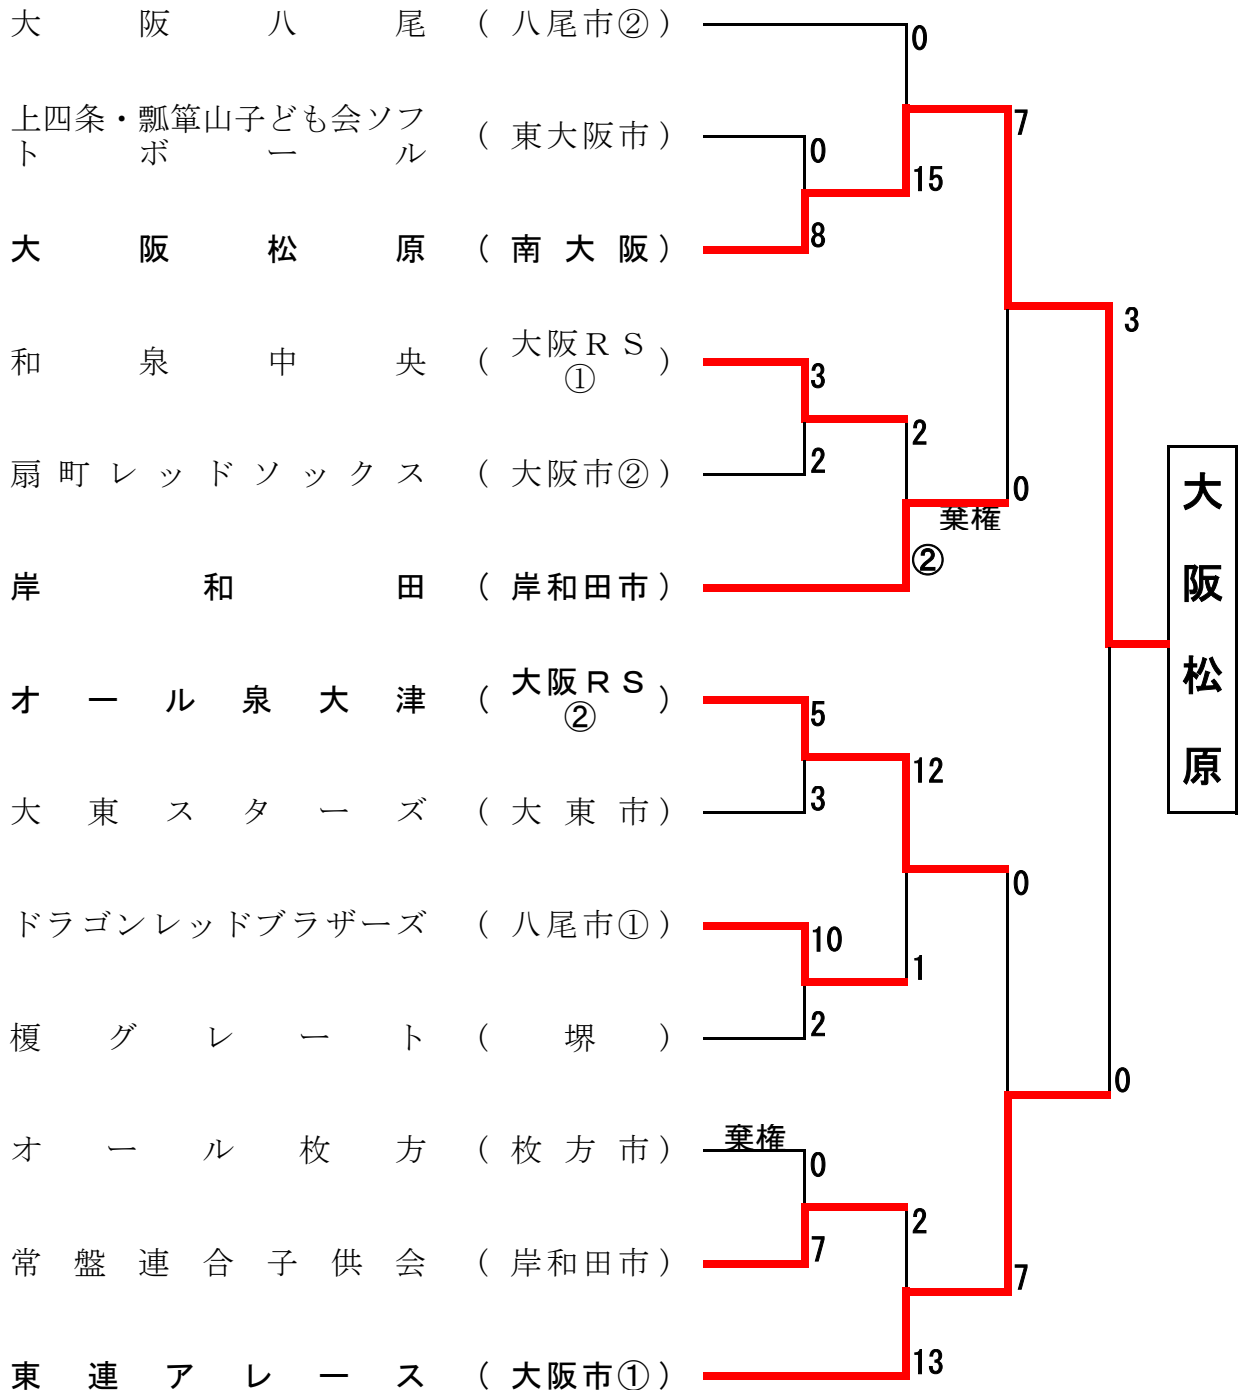 大阪八尾（八尾市②）
0
7
上四条・瓢箪山子ども会ソフ
トボール
（東大阪市）
0
15
大阪松原（南大阪）
8
3
和泉中央（大阪ＲＳ
①）
3
2
扇町レッドソックス（大阪市②）
2
0
棄権
岸和田（岸和田市）
②
大阪松原
オール泉大津（大阪ＲＳ
②）
5
12
大東スターズ（大東市）
3
0
ドラゴンレッドブラザーズ（八尾市①）
10
1
榎グレート（堺）
2
0
オール枚方（枚方市）
棄権
0
2
常盤連合子供会（岸和田市）
7
7
東連アレース（大阪市①）
13